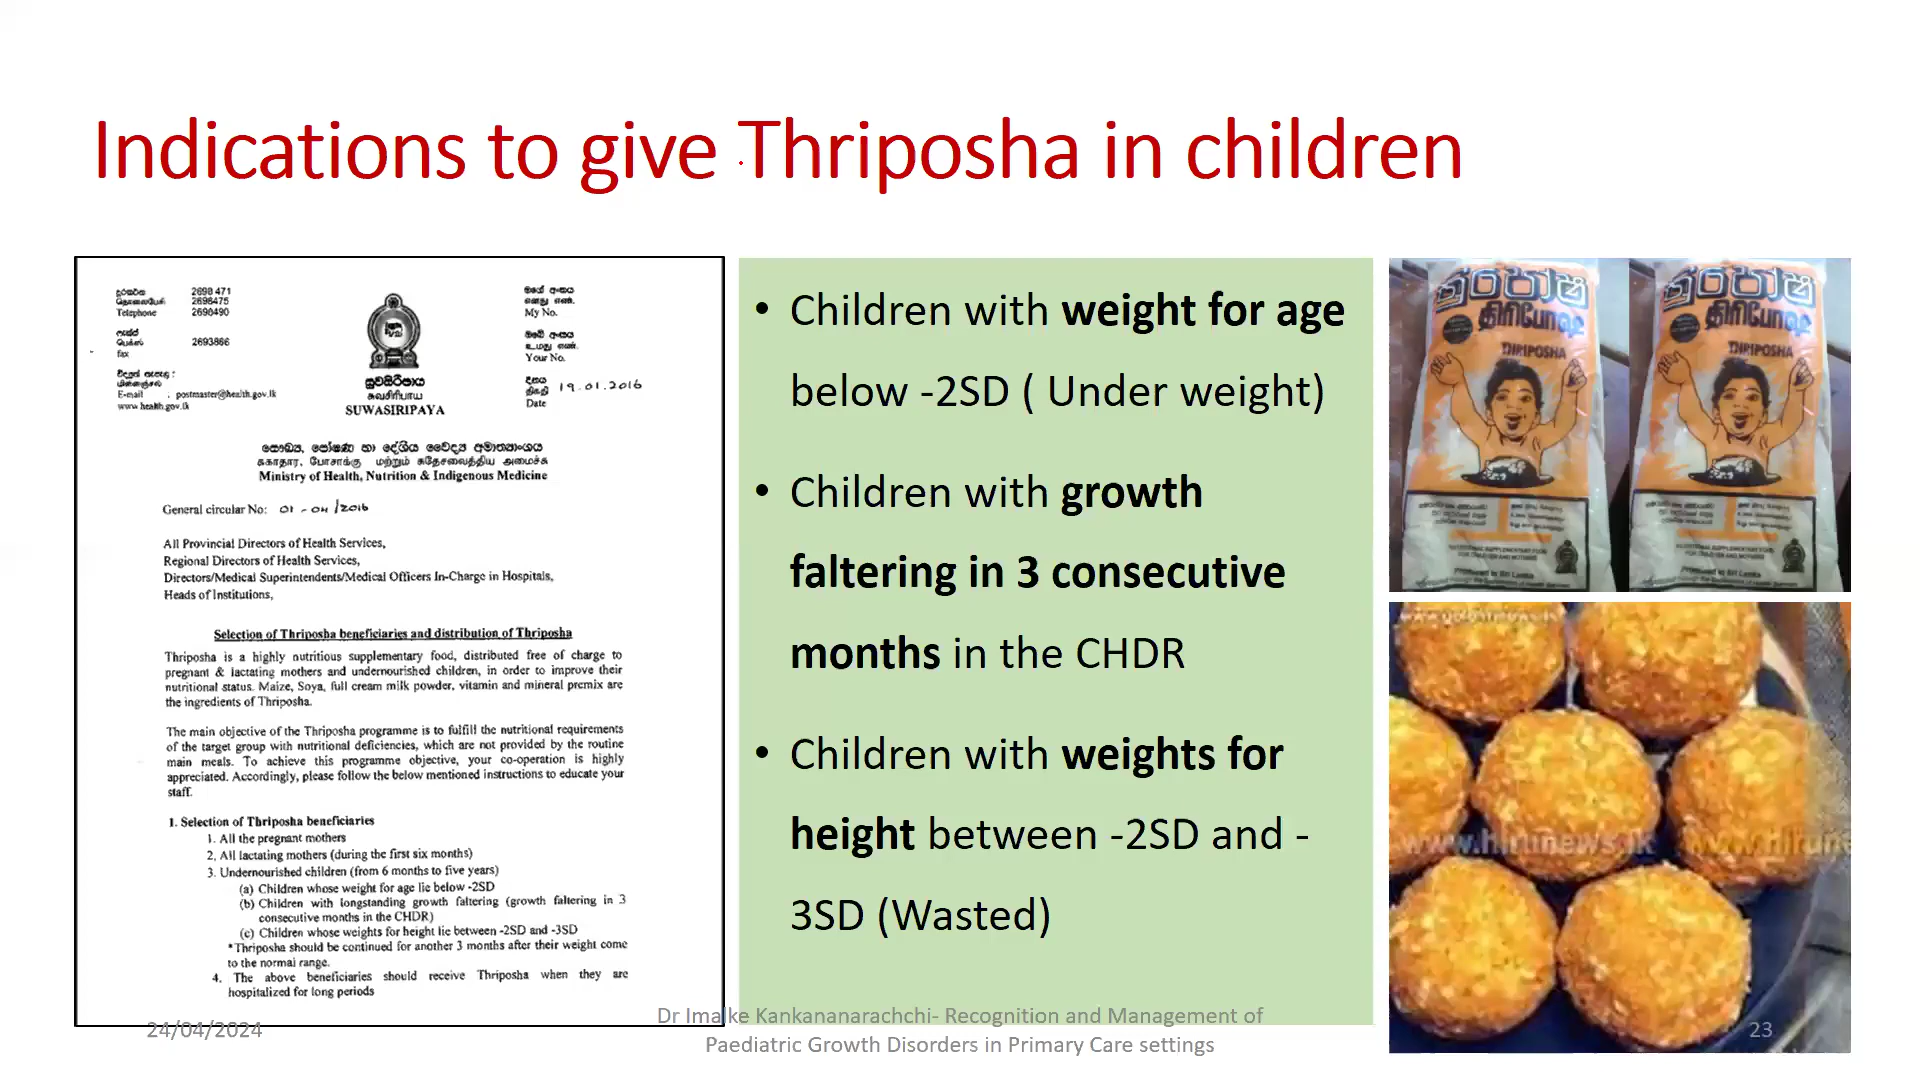 Indications to give Thriposha in children
2698 471
2698475
Telephone 2698490
2693866
fax
E-mail : postmaster@health.gov.lk
www.health.gov.lk
සුවසිරිපාය
சுகசிரிபாய
SUWASIRIPAYA
My No.
Your No.
දිනය
திகதி 19.01.2016
Date
සෞඛ්‍ය, පෝෂණ හා දේශීය වෛද්‍ය අමාත්‍යාංශය
சுகாதார, போசாக்கு மற்றும் சுதேசவைத்திய அமைச்சு
Ministry of Health, Nutrition & Indigenous Medicine
General circular No: 01 - 04 /2016
All Provincial Directors of Health Services,
Regional Directors of Health Services,
Directors/Medical Superintendents/Medical Officers In-Charge in Hospitals,
Heads of Institutions,
Selection of Thriposha beneficiaries and distribution of Thriposha
Thriposha is a highly nutritious supplementary food, distributed free of charge to
pregnant & lactating mothers and undernourished children, in order to improve their
nutritional status. Maize, Soya, full cream milk powder, vitamin and mineral premix are
the ingredients of Thriposha.
The main objective of the Thriposha programme is to fulfill the nutritional requirements
of the target group with nutritional deficiencies, which are not provided by the routine
main meals. To achieve this programme objective, your co-operation is highly
appreciated. Accordingly, please follow the below mentioned instructions to educate your
staff.
1. Selection of Thriposha beneficiaries
1. All the pregnant mothers
2. All lactating mothers (during the first six months)
3. Undernourished children (from 6 months to five years)
(a) Children whose weight for age lie below -2SD
(b) Children with longstanding growth faltering (growth faltering in 3
consecutive months in the CHDR)
(c) Children whose weights for height lie between -2SD and -3SD
*Thriposha should be continued for another 3 months after their weight come
to the normal range.
4. The above beneficiaries should receive Thriposha when they are
hospitalized for long periods
• Children with weight for age
below -2SD ( Under weight)
• Children with growth
faltering in 3 consecutive
months in the CHDR
• Children with weights for
height between -2SD and -
3SD (Wasted)
ත්‍රිපෝෂ
திரிபோஷ
THRIPOSHA
ත්‍රිපෝෂ
திரிபோஷ
THRIPOSHA
www.hirunews.lk
24/04/2024
Dr Imalke Kankananarachchi- Recognition and Management of
Paediatric Growth Disorders in Primary Care settings
23